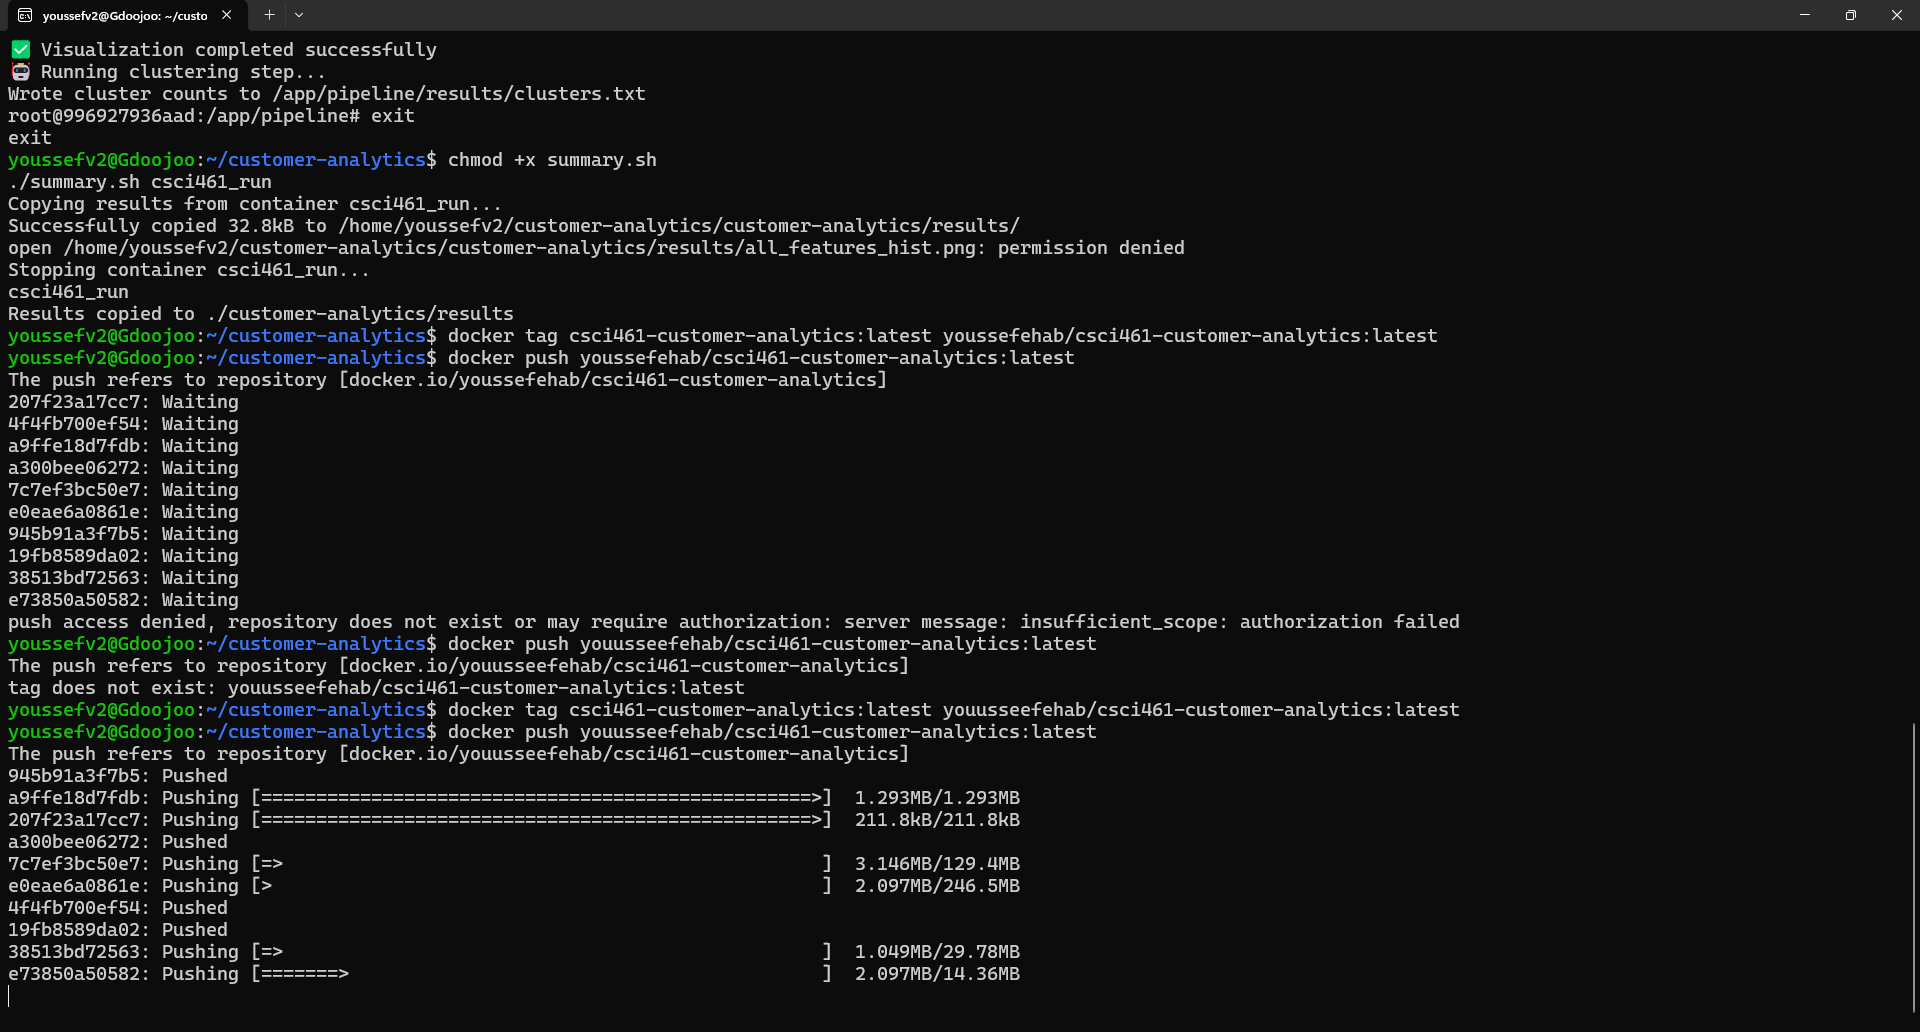 youssefv2@Gdoojoo: ~/custo
Visualization completed successfully
Running clustering step...
Wrote cluster counts to /app/pipeline/results/clusters.txt
root@996927936aad:/app/pipeline# exit
exit
youssefv2@Gdoojoo:~/customer-analytics$ chmod +x summary.sh
./summary.sh csci461_run
Copying results from container csci461_run...
Successfully copied 32.8kB to /home/youssefv2/customer-analytics/customer-analytics/results/
open /home/youssefv2/customer-analytics/customer-analytics/results/all_features_hist.png: permission denied
Stopping container csci461_run...
csci461_run
Results copied to ./customer-analytics/results
youssefv2@Gdoojoo:~/customer-analytics$ docker tag csci461-customer-analytics:latest youssefehab/csci461-customer-analytics:latest
youssefv2@Gdoojoo:~/customer-analytics$ docker push youssefehab/csci461-customer-analytics:latest
The push refers to repository [docker.io/youssefehab/csci461-customer-analytics]
207f23a17cc7: Waiting
4f4fb700ef54: Waiting
a9ffe18d7fdb: Waiting
a300bee06272: Waiting
7c7ef3bc50e7: Waiting
e0eae6a0861e: Waiting
945b91a3f7b5: Waiting
19fb8589da02: Waiting
38513bd72563: Waiting
e73850a50582: Waiting
push access denied, repository does not exist or may require authorization: server message: insufficient_scope: authorization failed
youssefv2@Gdoojoo:~/customer-analytics$ docker push youusseefehab/csci461-customer-analytics:latest
The push refers to repository [docker.io/youusseefehab/csci461-customer-analytics]
tag does not exist: youusseefehab/csci461-customer-analytics:latest
youssefv2@Gdoojoo:~/customer-analytics$ docker tag csci461-customer-analytics:latest youusseefehab/csci461-customer-analytics:latest
youssefv2@Gdoojoo:~/customer-analytics$ docker push youusseefehab/csci461-customer-analytics:latest
The push refers to repository [docker.io/youusseefehab/csci461-customer-analytics]
945b91a3f7b5: Pushed
a9ffe18d7fdb: Pushing [==================================================>]  1.293MB/1.293MB
207f23a17cc7: Pushing [==================================================>]  211.8kB/211.8kB
a300bee06272: Pushed
7c7ef3bc50e7: Pushing [=>                                                 ]  3.146MB/129.4MB
e0eae6a0861e: Pushing [>                                                  ]  2.097MB/246.5MB
4f4fb700ef54: Pushed
19fb8589da02: Pushed
38513bd72563: Pushing [=>                                                 ]  1.049MB/29.78MB
e73850a50582: Pushing [=======>                                           ]  2.097MB/14.36MB